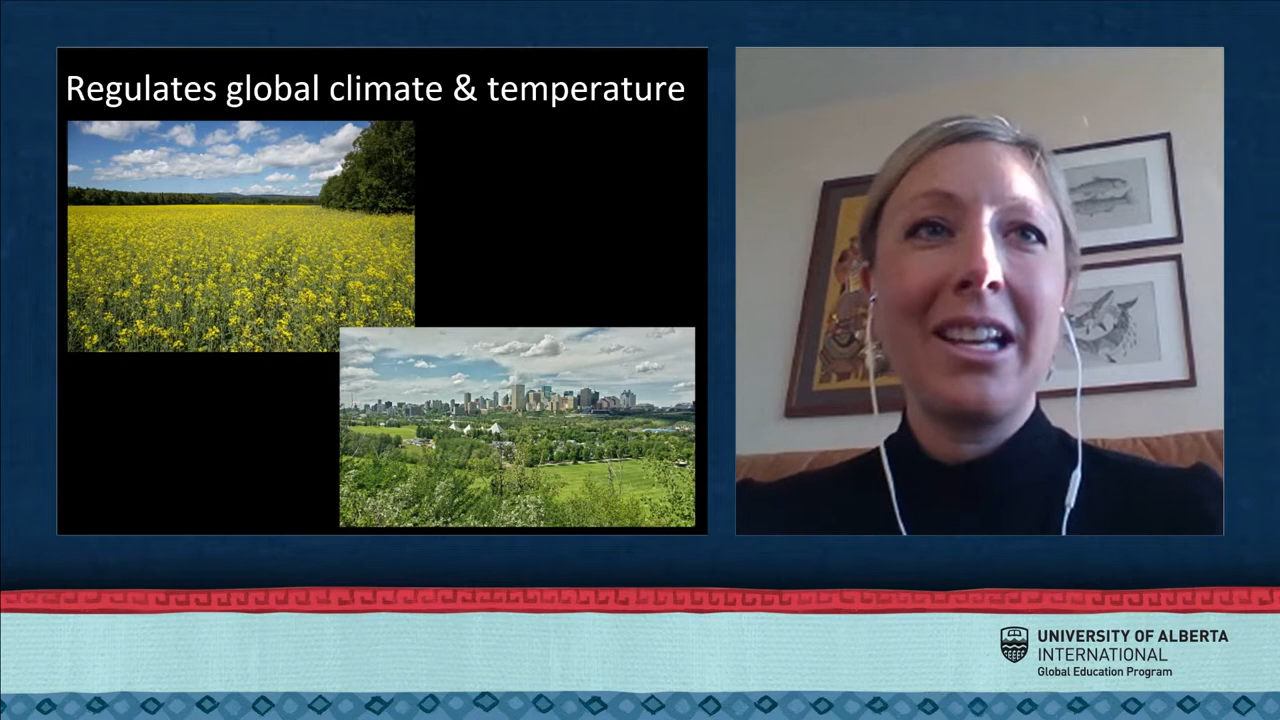 Regulates global climate & temperature
UNIVERSITY OF ALBERTA
INTERNATIONAL
Global Education Program